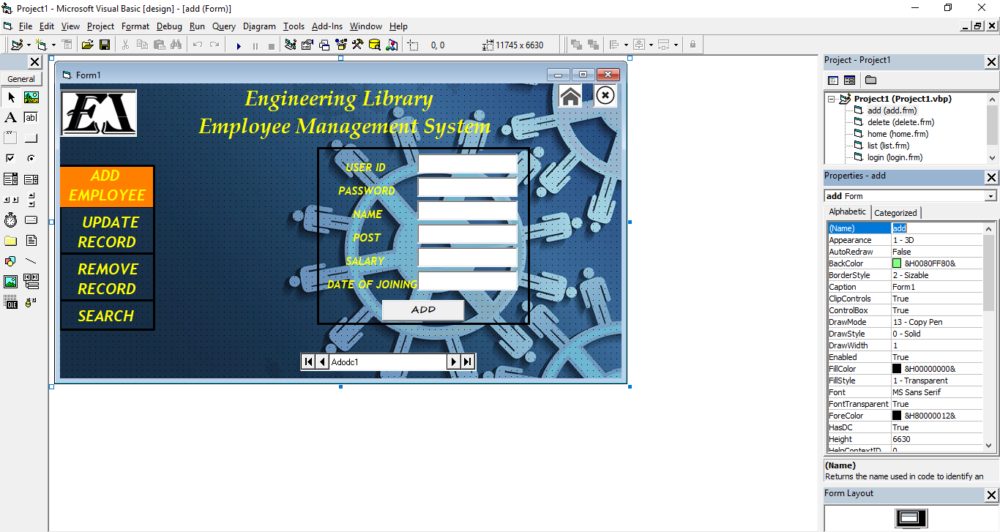 Project1 - Microsoft Visual Basic [design] - [add (Form)]
File Edit View Project Format Debug Run Query Diagram Tools Add-Ins Window Help
0, 0
11745 x 6630
General
A
ab|
OLE
Form1
EL
Engineering Library
Employee Management System
ADD
EMPLOYEE
UPDATE
RECORD
REMOVE
RECORD
SEARCH
USER ID
PASSWORD
NAME
POST
SALARY
DATE OF JOINING
ADD
Adodc1
Project - Project1
Project1 (Project1.vbp)
add (add.frm)
delete (delete.frm)
home (home.frm)
list (list.frm)
login (login.frm)
Properties - add
add Form
Alphabetic Categorized
(Name) add
Appearance 1 - 3D
AutoRedraw False
BackColor &H0080FF80&
BorderStyle 2 - Sizable
Caption Form1
ClipControls True
ControlBox True
DrawMode 13 - Copy Pen
DrawStyle 0 - Solid
DrawWidth 1
Enabled True
FillColor &H00000000&
FillStyle 1 - Transparent
Font MS Sans Serif
FontTransparent True
ForeColor &H80000012&
HasDC True
Height 6630
HelpContextID 0
(Name)
Returns the name used in code to identify an
Form Layout